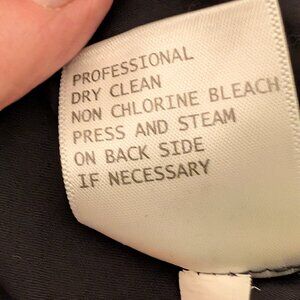 PROFESSIONAL
DRY CLEAN
NON CHLORINE BLEACH
PRESS AND STEAM
ON BACK SIDE
IF NECESSARY